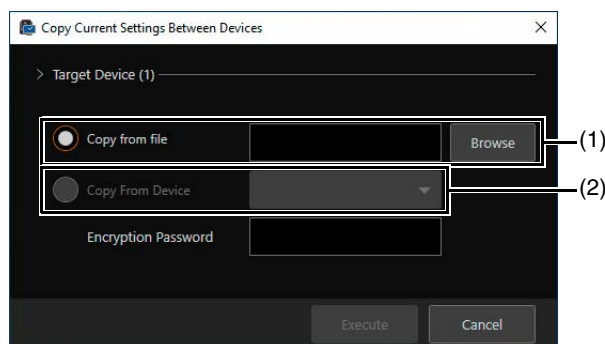 Copy Current Settings Between Devices
Target Device (1)
Copy from file
Browse
(1)
Copy From Device
(2)
Encryption Password
Execute
Cancel